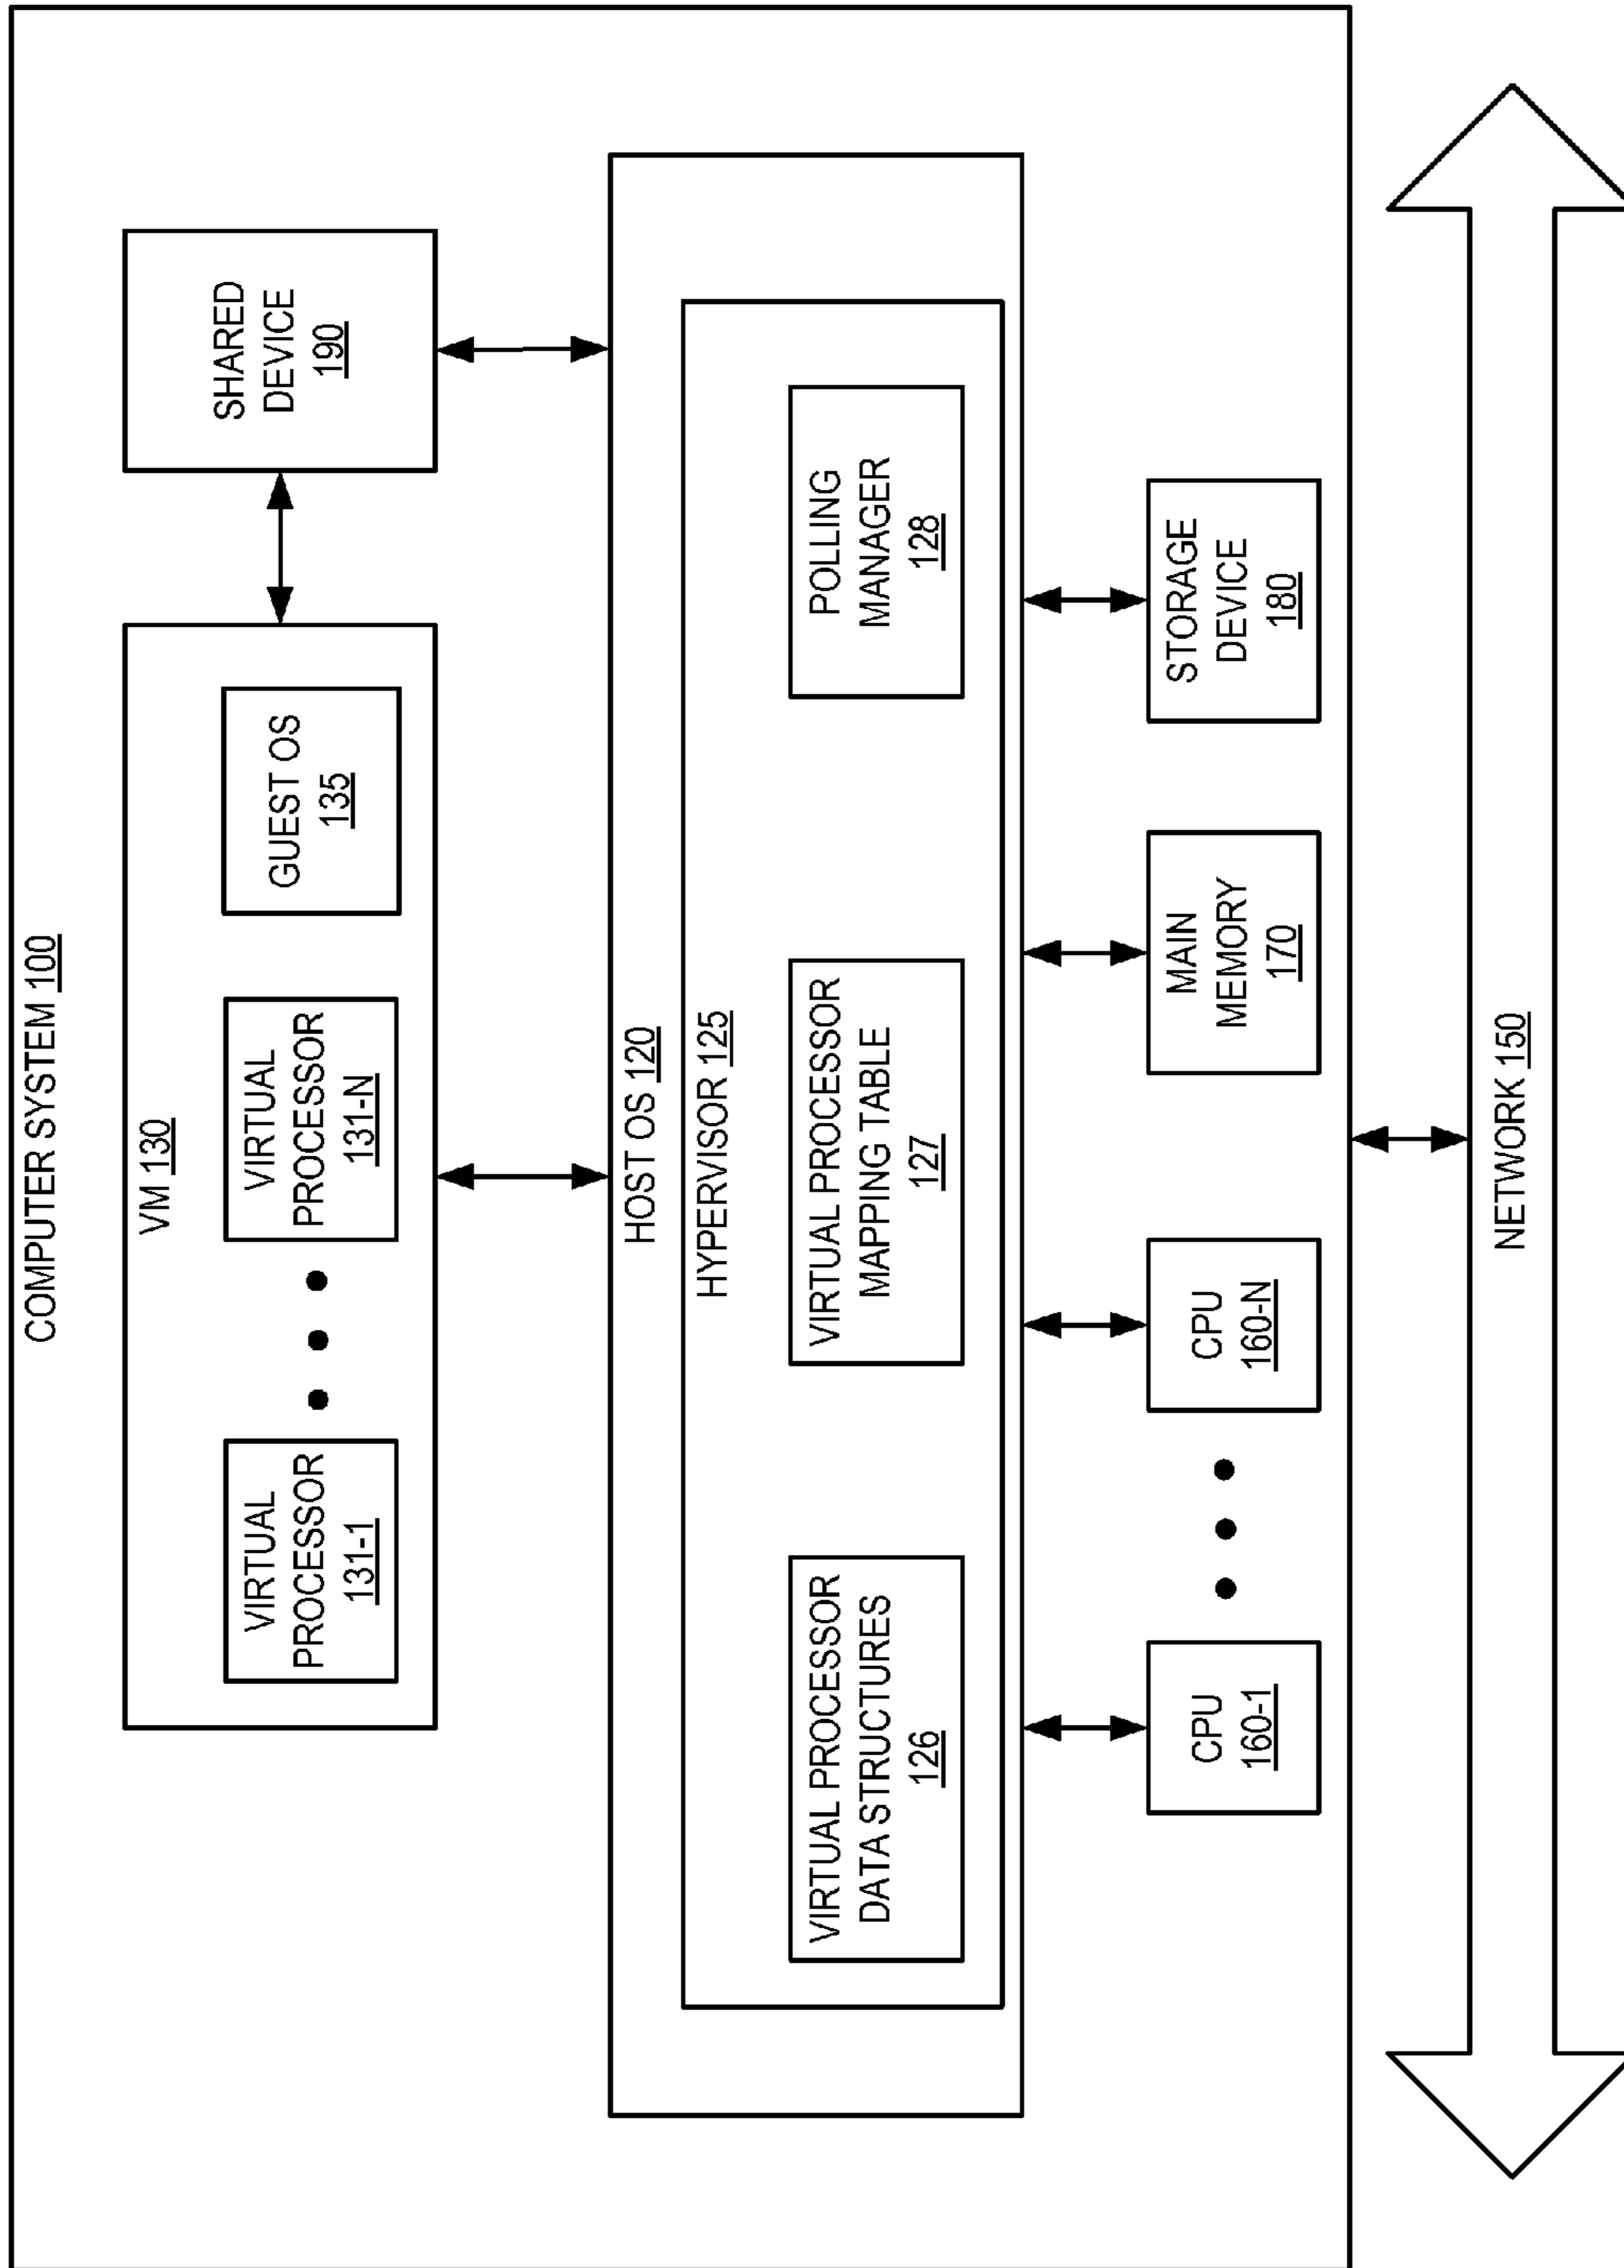 COMPUTER SYSTEM 100
VM 130
VIRTUAL
PROCESSOR
131-1
VIRTUAL
PROCESSOR
131-N
GUEST OS
135
SHARED
DEVICE
190
HOST OS 120
HYPERVISOR 125
VIRTUAL PROCESSOR
DATA STRUCTURES
126
VIRTUAL PROCESSOR
MAPPING TABLE
127
POLLING
MANAGER
128
CPU
160-1
CPU
160-N
MAIN
MEMORY
170
STORAGE
DEVICE
180
NETWORK 150